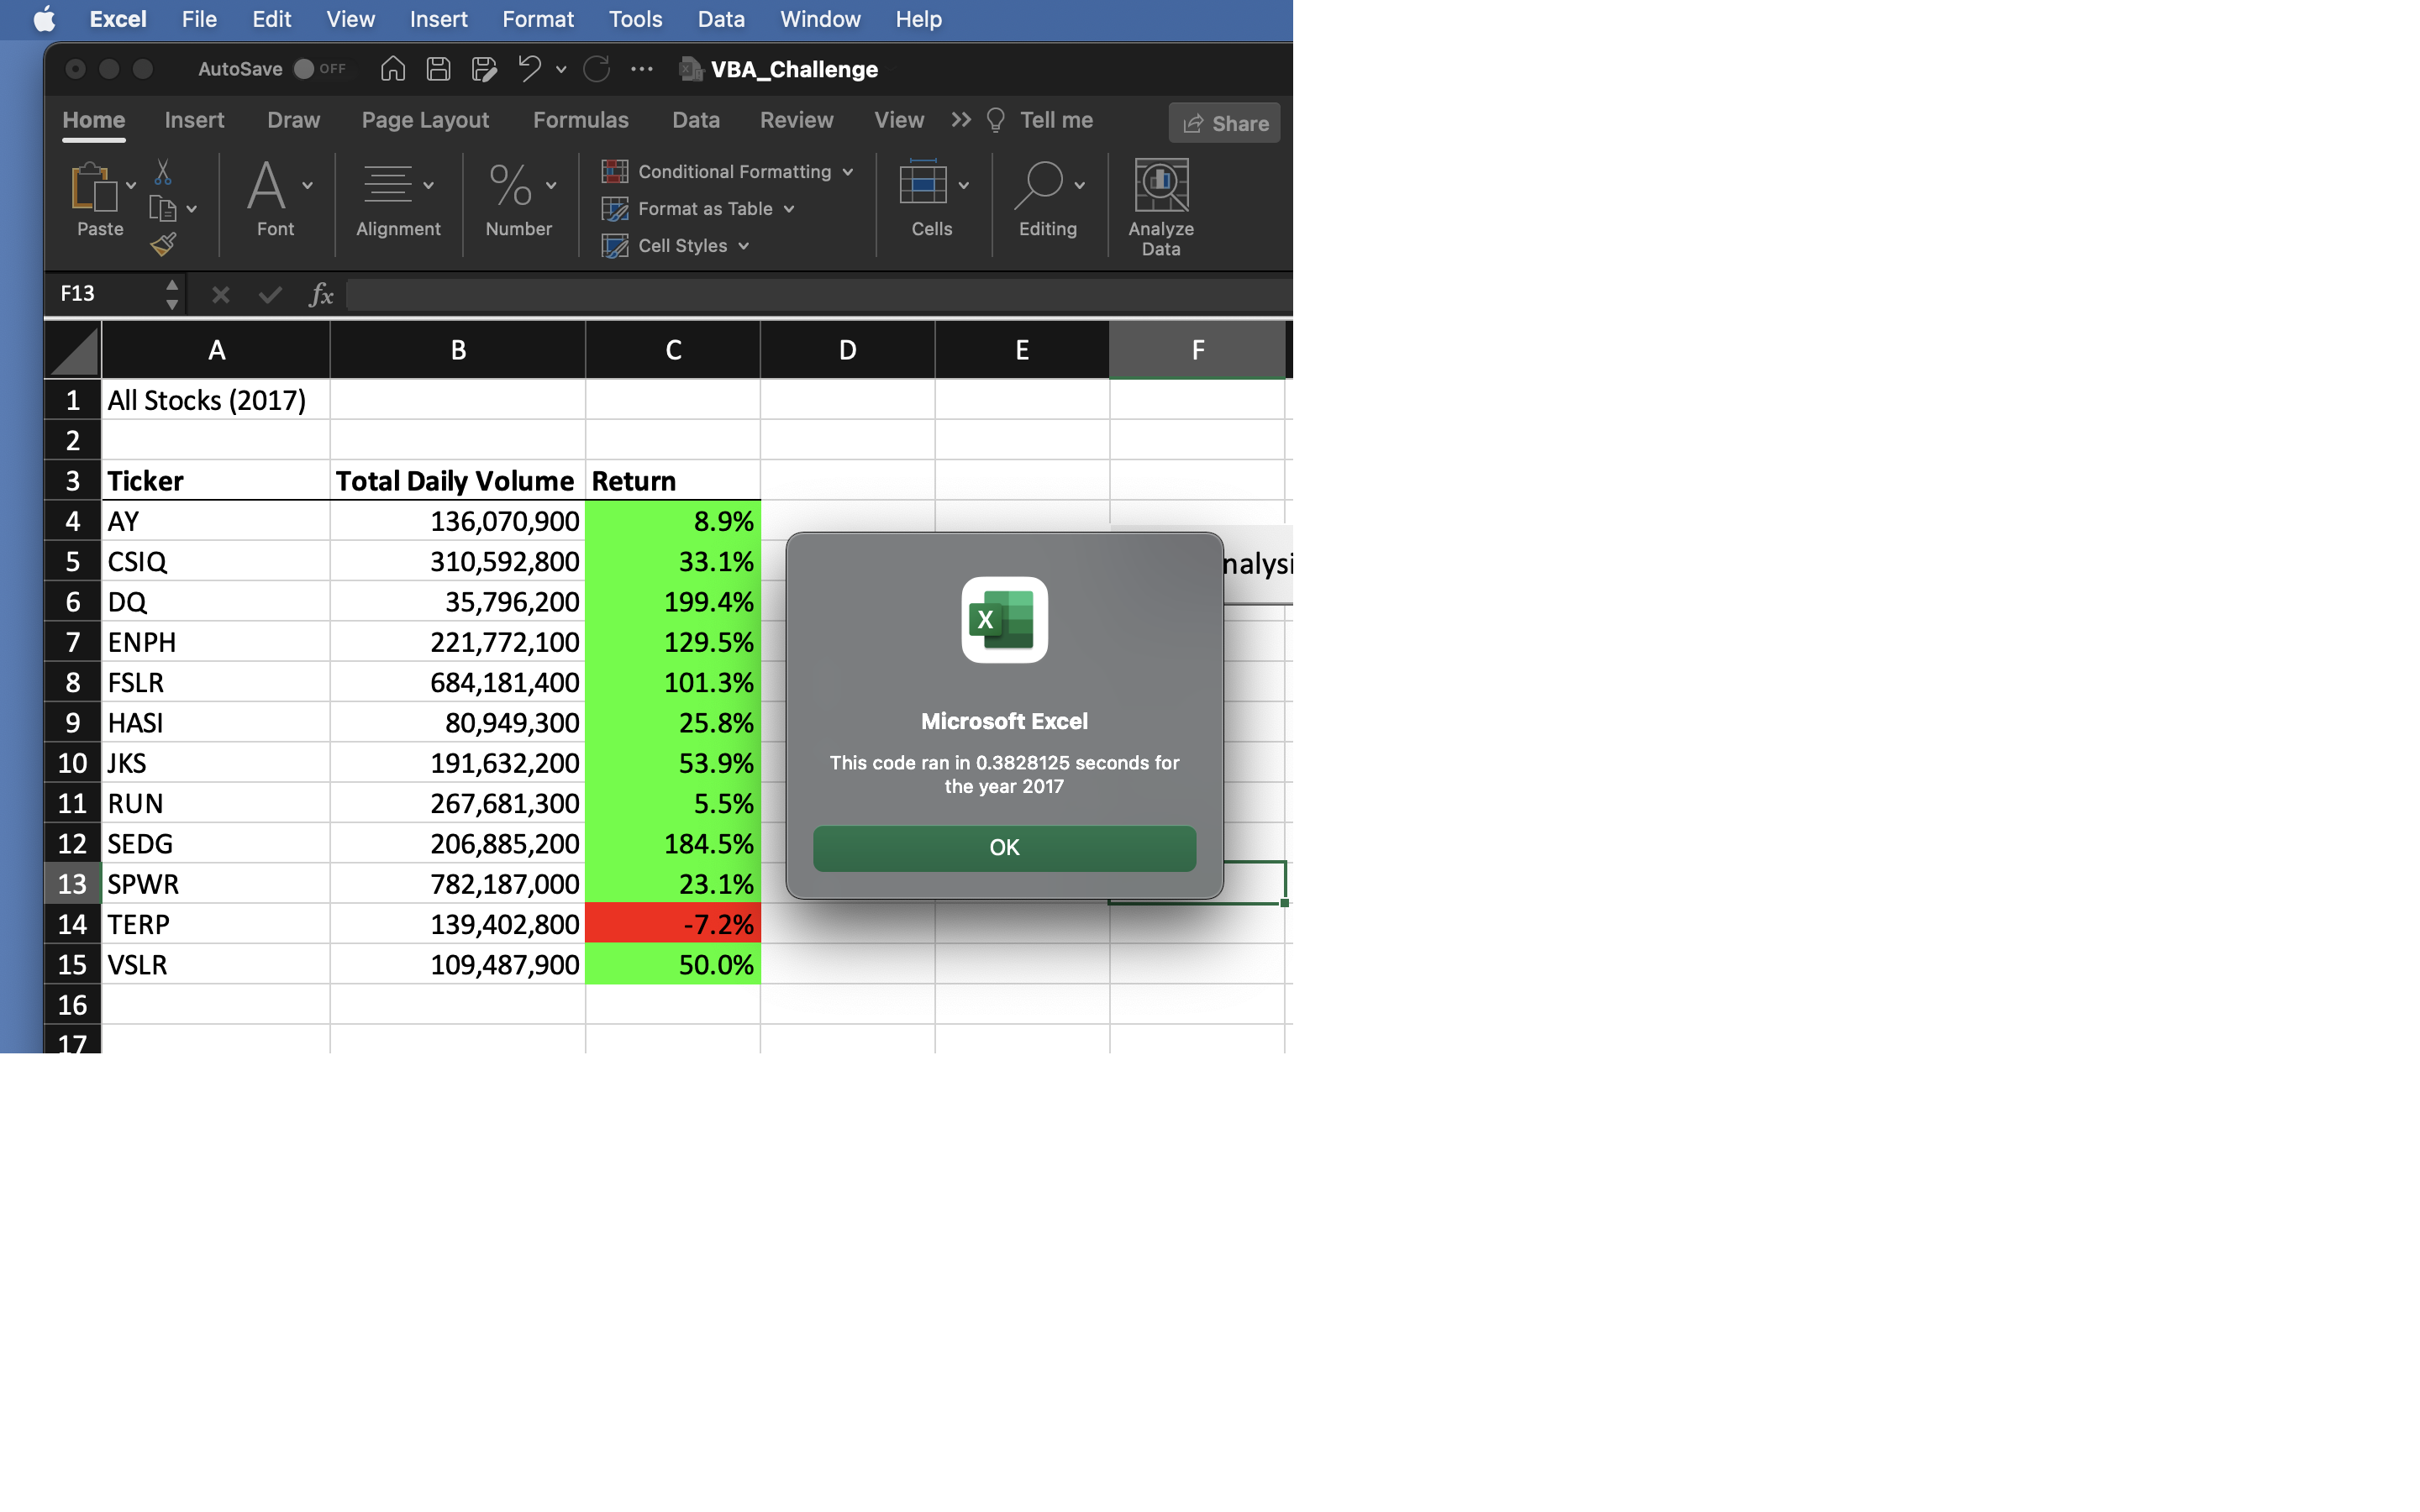 Excel File Edit View Insert Format Tools Data Window Help
AutoSave OFF VBA_Challenge
Home Insert Draw Page Layout Formulas Data Review View Tell me Share
Paste Font Alignment Number Conditional Formatting Format as Table Cell Styles Cells Editing Analyze Data
F13 fx
A B C D E F
1 All Stocks (2017)
2
3 Ticker Total Daily Volume Return
4 AY 136,070,900 8.9%
5 CSIQ 310,592,800 33.1%
6 DQ 35,796,200 199.4%
7 ENPH 221,772,100 129.5%
8 FSLR 684,181,400 101.3%
9 HASI 80,949,300 25.8%
10 JKS 191,632,200 53.9%
11 RUN 267,681,300 5.5%
12 SEDG 206,885,200 184.5%
13 SPWR 782,187,000 23.1%
14 TERP 139,402,800 -7.2%
15 VSLR 109,487,900 50.0%
16
17
nalysi
X
Microsoft Excel
This code ran in 0.3828125 seconds for
the year 2017
OK